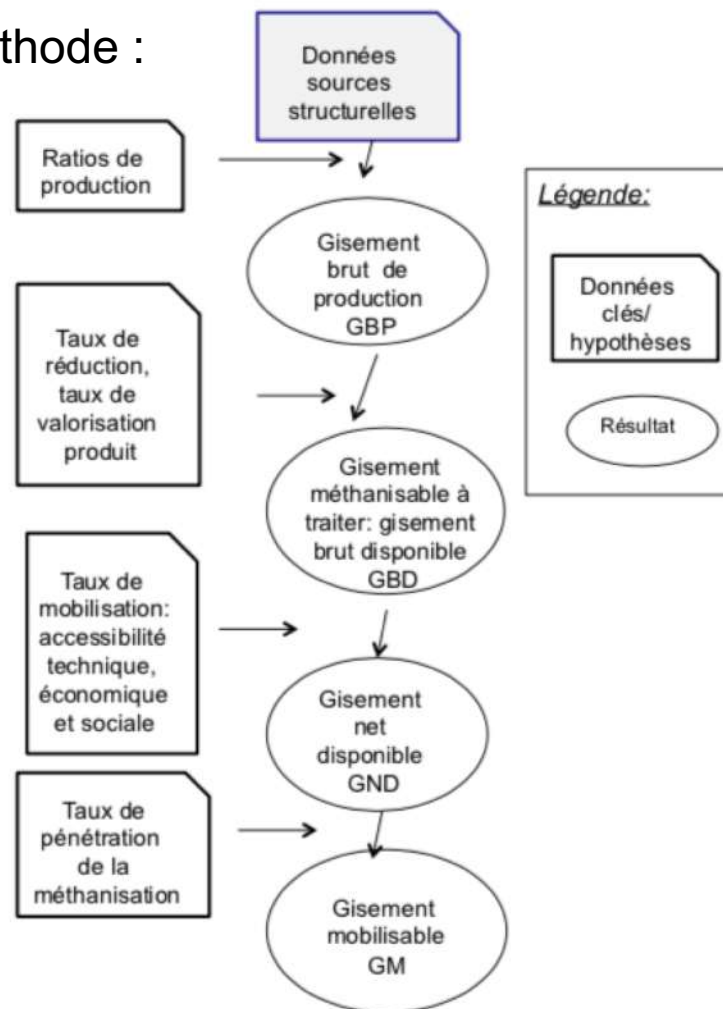 thode :
Données
sources
structurelles
Ratios de
production
Gisement
brut de
production
GBP
Légende:
Données
clés/
hypothèses
Résultat
Taux de
réduction,
taux de
valorisation
produit
Gisement
méthanisable à
traiter: gisement
brut disponible
GBD
Taux de
mobilisation:
accessibilité
technique,
économique
et sociale
Gisement
net
disponible
GND
Taux de
pénétration
de la
méthanisation
Gisement
mobilisable
GM